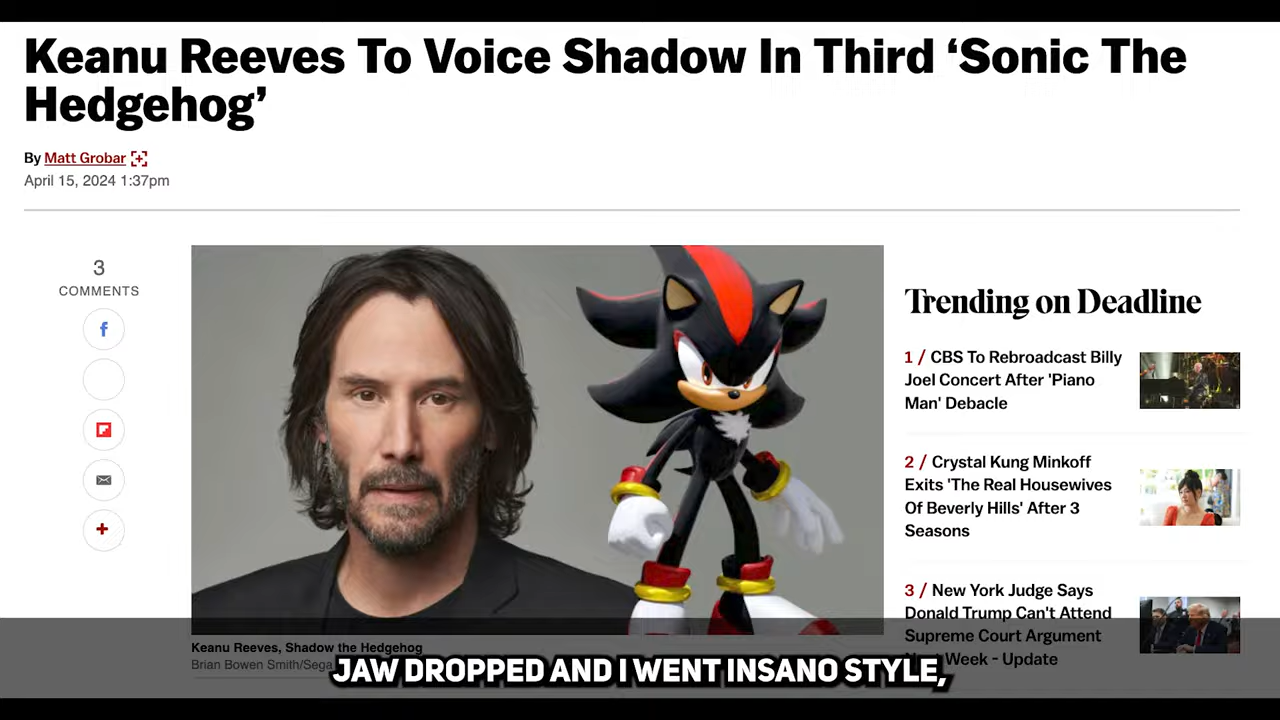 Keanu Reeves To Voice Shadow In Third ‘Sonic The
Hedgehog’
By Matt Grobar
April 15, 2024 1:37pm
3
COMMENTS
Trending on Deadline
1 / CBS To Rebroadcast Billy
Joel Concert After 'Piano
Man' Debacle
2 / Crystal Kung Minkoff
Exits 'The Real Housewives
Of Beverly Hills' After 3
Seasons
3 / New York Judge Says
Donald Trump Can't Attend
Supreme Court Argument
Week - Update
Keanu Reeves, Shadow the Hedgehog
Brian Bowen Smith/Sega
JAW DROPPED AND I WENT INSANO STYLE,